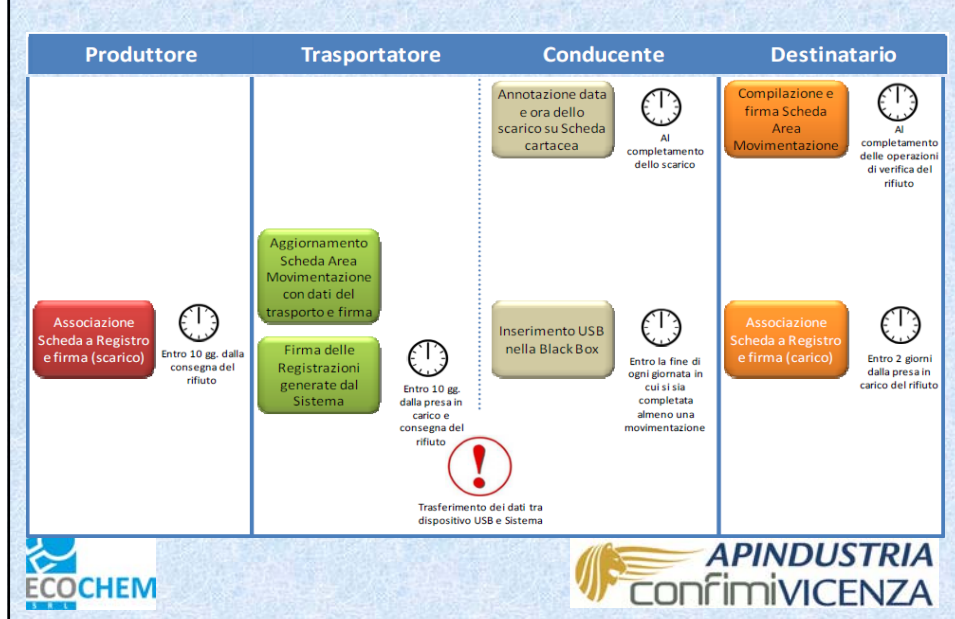 Produttore
Trasportatore
Conducente
Destinatario
Annotazione data
e ora dello
scarico su Scheda
cartacea
Al
completamento
dello scarico
Compilazione e
firma Scheda
Area
Movimentazione
Al
completamento
delle operazioni
di verifica del
rifiuto
Aggiornamento
Scheda Area
Movimentazione
con dati del
trasporto e firma
Associazione
Scheda a Registro
e firma (scarico)
Entro 10 gg. dalla
consegna del
rifiuto
Firma delle
Registrazioni
generate dal
Sistema
Entro 10 gg.
dalla presa in
carico e
consegna del
rifiuto
Inserimento USB
nella Black Box
Entro la fine di
ogni giornata in
cui si sia
completata
almeno una
movimentazione
Associazione
Scheda a Registro
e firma (carico)
Entro 2 giorni
dalla presa in
carico del rifiuto
Trasferimento dei dati tra
dispositivo USB e Sistema
ECOCHEM
S R L
APINDUSTRIA
confimiVICENZA